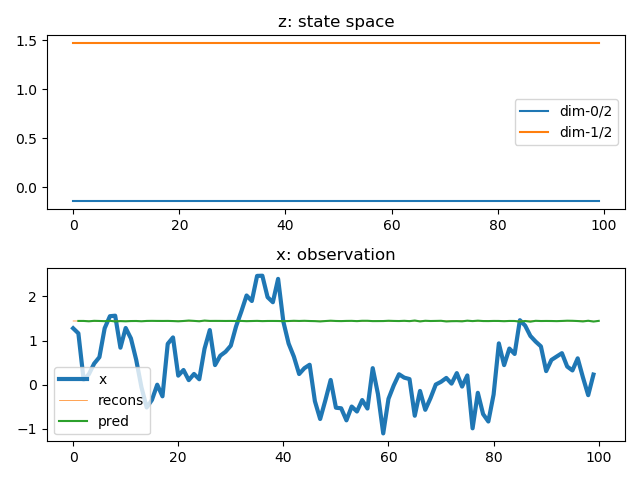 z: state space
1.5
1.0
0.5
0.0
dim-0/2
dim-1/2
0 20 40 60 80 100
x: observation
2
1
0
−1
x
recons
pred
0 20 40 60 80 100